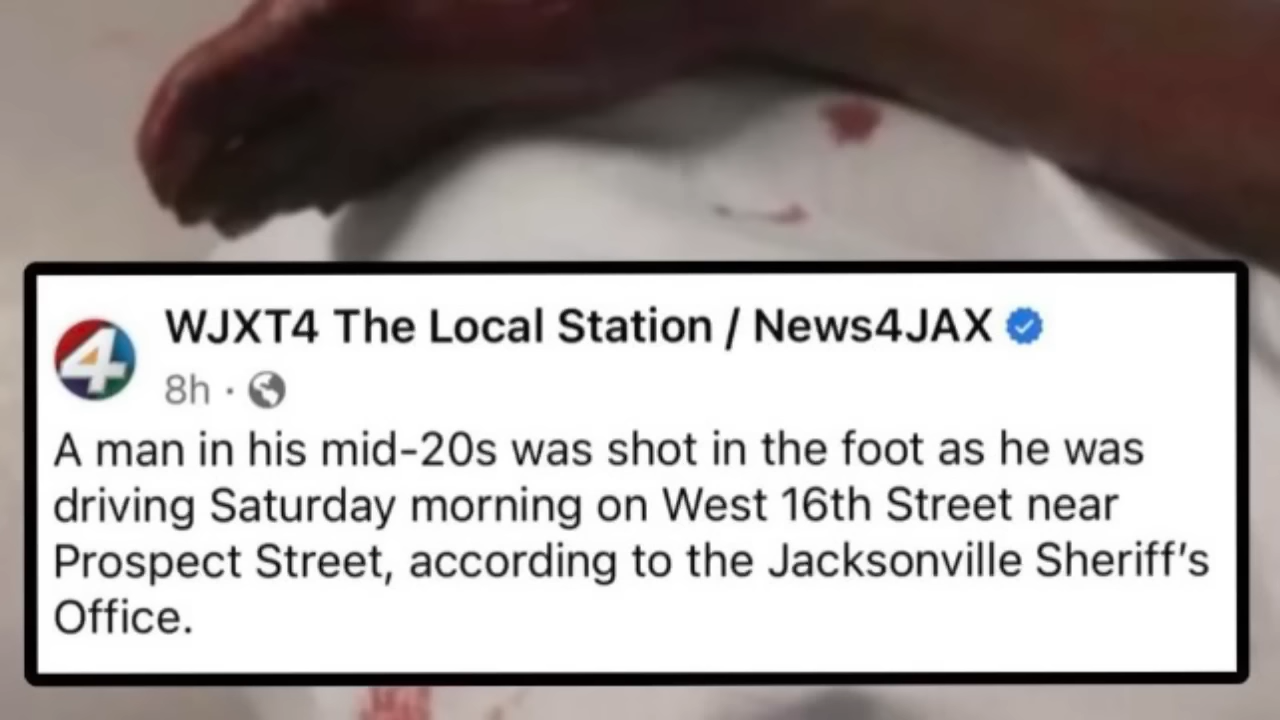 4
WJXT4 The Local Station / News4JAX
8h ·
A man in his mid-20s was shot in the foot as he was
driving Saturday morning on West 16th Street near
Prospect Street, according to the Jacksonville Sheriff's
Office.